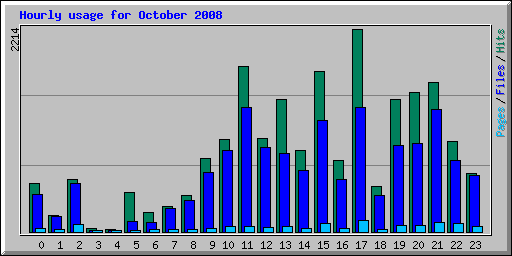 Hourly usage for October 2008
2214
Pages / Files / Hits
0 1 2 3 4 5 6 7 8 9 10 11 12 13 14 15 16 17 18 19 20 21 22 23